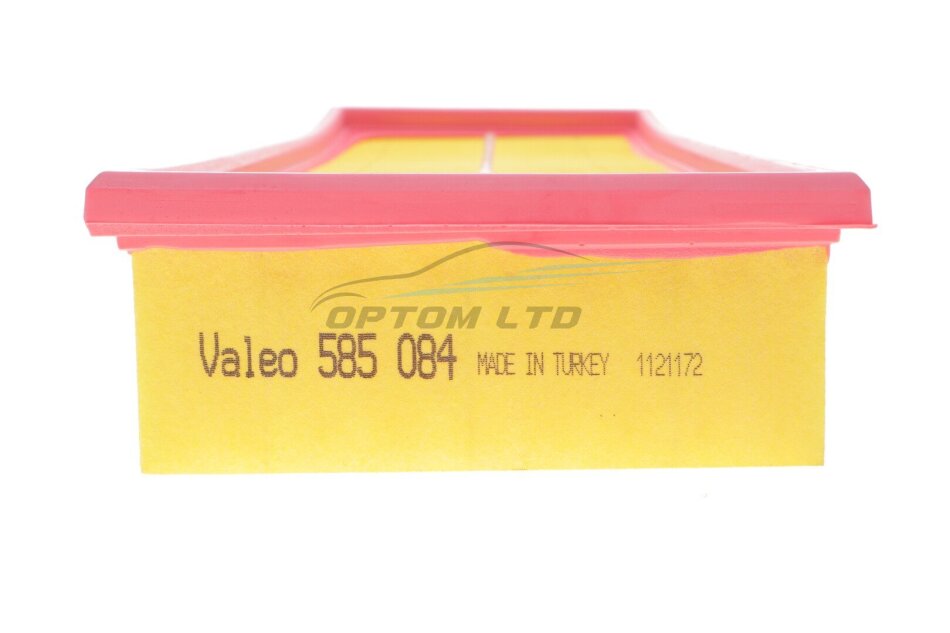 OPTOM LTD
Valeo 585 084 MADE IN TURKEY 1121172